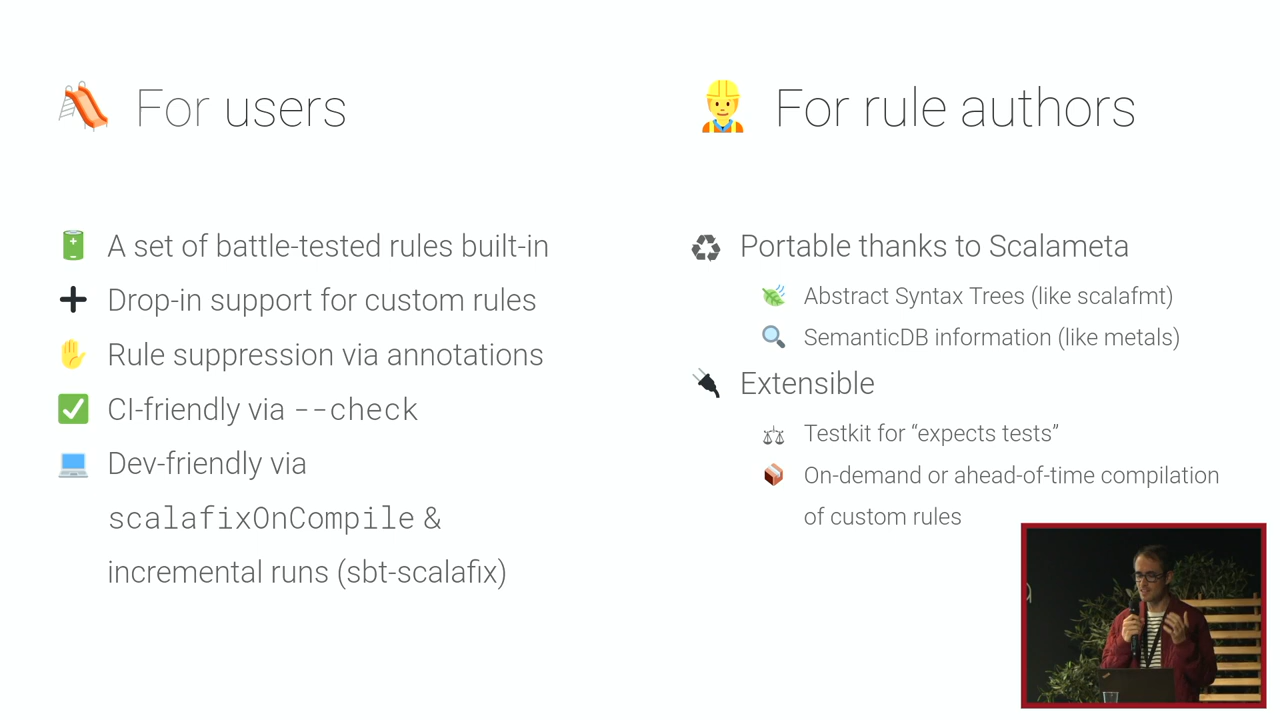 For users
A set of battle-tested rules built-in
Drop-in support for custom rules
Rule suppression via annotations
CI-friendly via --check
Dev-friendly via
scalafixOnCompile &
incremental runs (sbt-scalafix)
For rule authors
Portable thanks to Scalameta
Abstract Syntax Trees (like scalafmt)
SemanticDB information (like metals)
Extensible
Testkit for “expects tests”
On-demand or ahead-of-time compilation
of custom rules